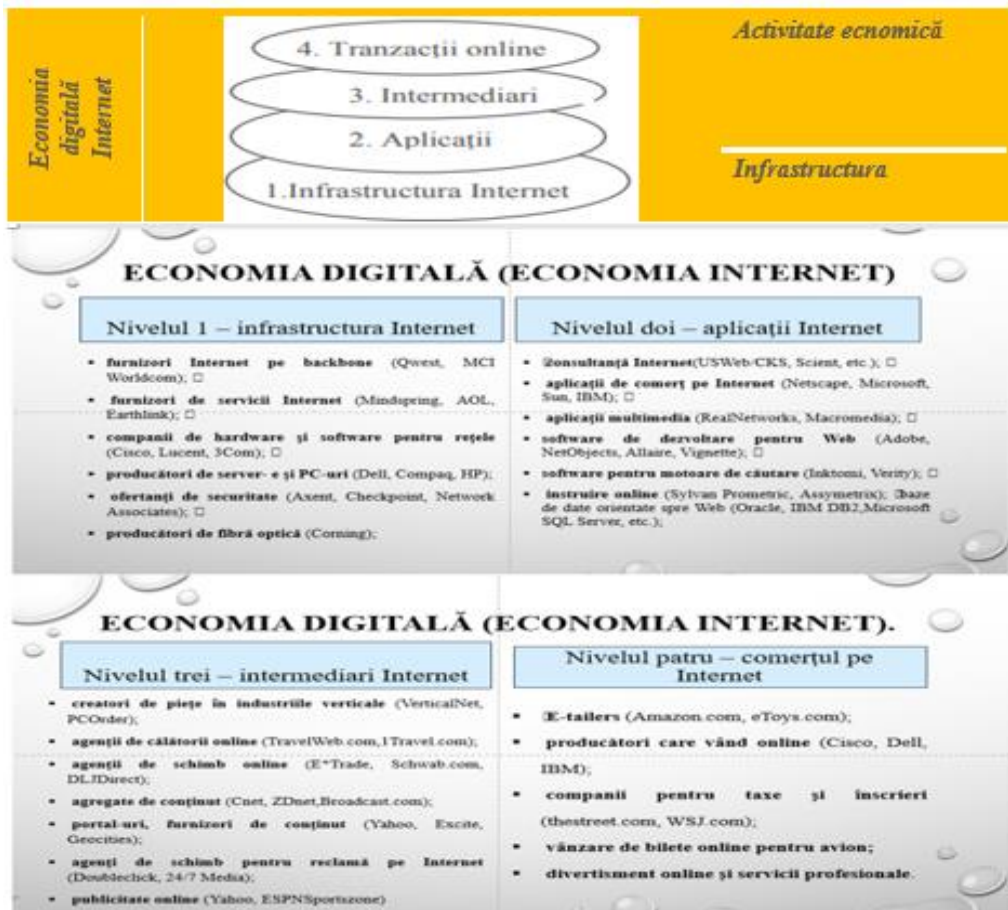 Economia
digitală
Internet
4. Tranzacții online
3. Intermediari
2. Aplicații
1.Infrastructura Internet
Activitate ecnomică
Infrastructura
ECONOMIA DIGITALĂ (ECONOMIA INTERNET)
Nivelul 1 – infrastructura Internet
▪ furnizori Internet pe backbone (Qwest, MCI
Worldcom); □
▪ furnizori de servicii Internet (Mindspring, AOL,
Earthlink); □
▪ companii de hardware și software pentru rețele
(Cisco, Lucent, 3Com); □
▪ producători de server- e și PC-uri (Dell, Compaq, HP);
▪ ofertanți de securitate (Axent, Checkpoint, Network
Associates); □
▪ producători de fibră optică (Corning);
Nivelul doi – aplicații Internet
▪ onsultanță Internet(USWeb/CKS, Scient, etc.); □
▪ aplicații de comerț pe Internet (Netscape, Microsoft,
Sun, IBM); □
▪ aplicații multimedia (RealNetworks, Macromedia); □
▪ software de dezvoltare pentru Web (Adobe,
NetObjects, Allaire, Vignette); □
▪ software pentru motoare de căutare (Inktomi, Verity); □
▪ instruire online (Sylvan Prometric, Assymetrix); baze
de date orientate spre Web (Oracle, IBM DB2,Microsoft
SQL Server, etc.);
ECONOMIA DIGITALĂ (ECONOMIA INTERNET).
Nivelul trei – intermediari Internet
▪ creatori de piețe în industriile verticale (VerticalNet,
PCOrder);
▪ agenții de călătorii online (TravelWeb.com,1Travel.com);
▪ agenții de schimb online (E*Trade, Schwab.com,
DLJDirect);
▪ agregate de conținut (Cnet, ZDnet,Broadcast.com);
▪ portal-uri, furnizori de conținut (Yahoo, Excite,
Geocities);
▪ agenți de schimb pentru reclamă pe Internet
(Doubleclick, 24/7 Media);
▪ publicitate online (Yahoo, ESPNSportszone)
Nivelul patru – comerțul pe
Internet
▪ E-tailers (Amazon.com, eToys.com);
▪ producători care vând online (Cisco, Dell,
IBM);
▪ companii pentru taxe și înscrieri
(thestreet.com, WSJ.com);
▪ vânzare de bilete online pentru avion;
▪ divertisment online și servicii profesionale.